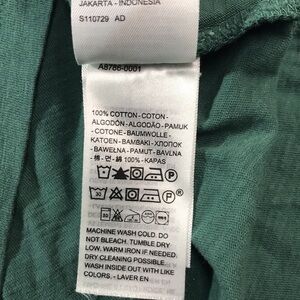 JAKARTA - INDONESIA
S110729 AD
A8786-0001
100% COTTON - COTON -
ALGODÓN - ALGODÃO - PAMUK
- COTONE - BAUMWOLLE -
KATOEN - BAMBAKI - ХЛОПОК
- BAWEŁNA - PAMUT - BAVLNA
- 棉 - 면 - 綿 100% - KAPAS
MACHINE WASH COLD. DO
NOT BLEACH. TUMBLE DRY
LOW. WARM IRON IF NEEDED.
DRY CLEANING POSSIBLE.
WASH INSIDE OUT WITH LIKE
COLORS. - LAVER EN